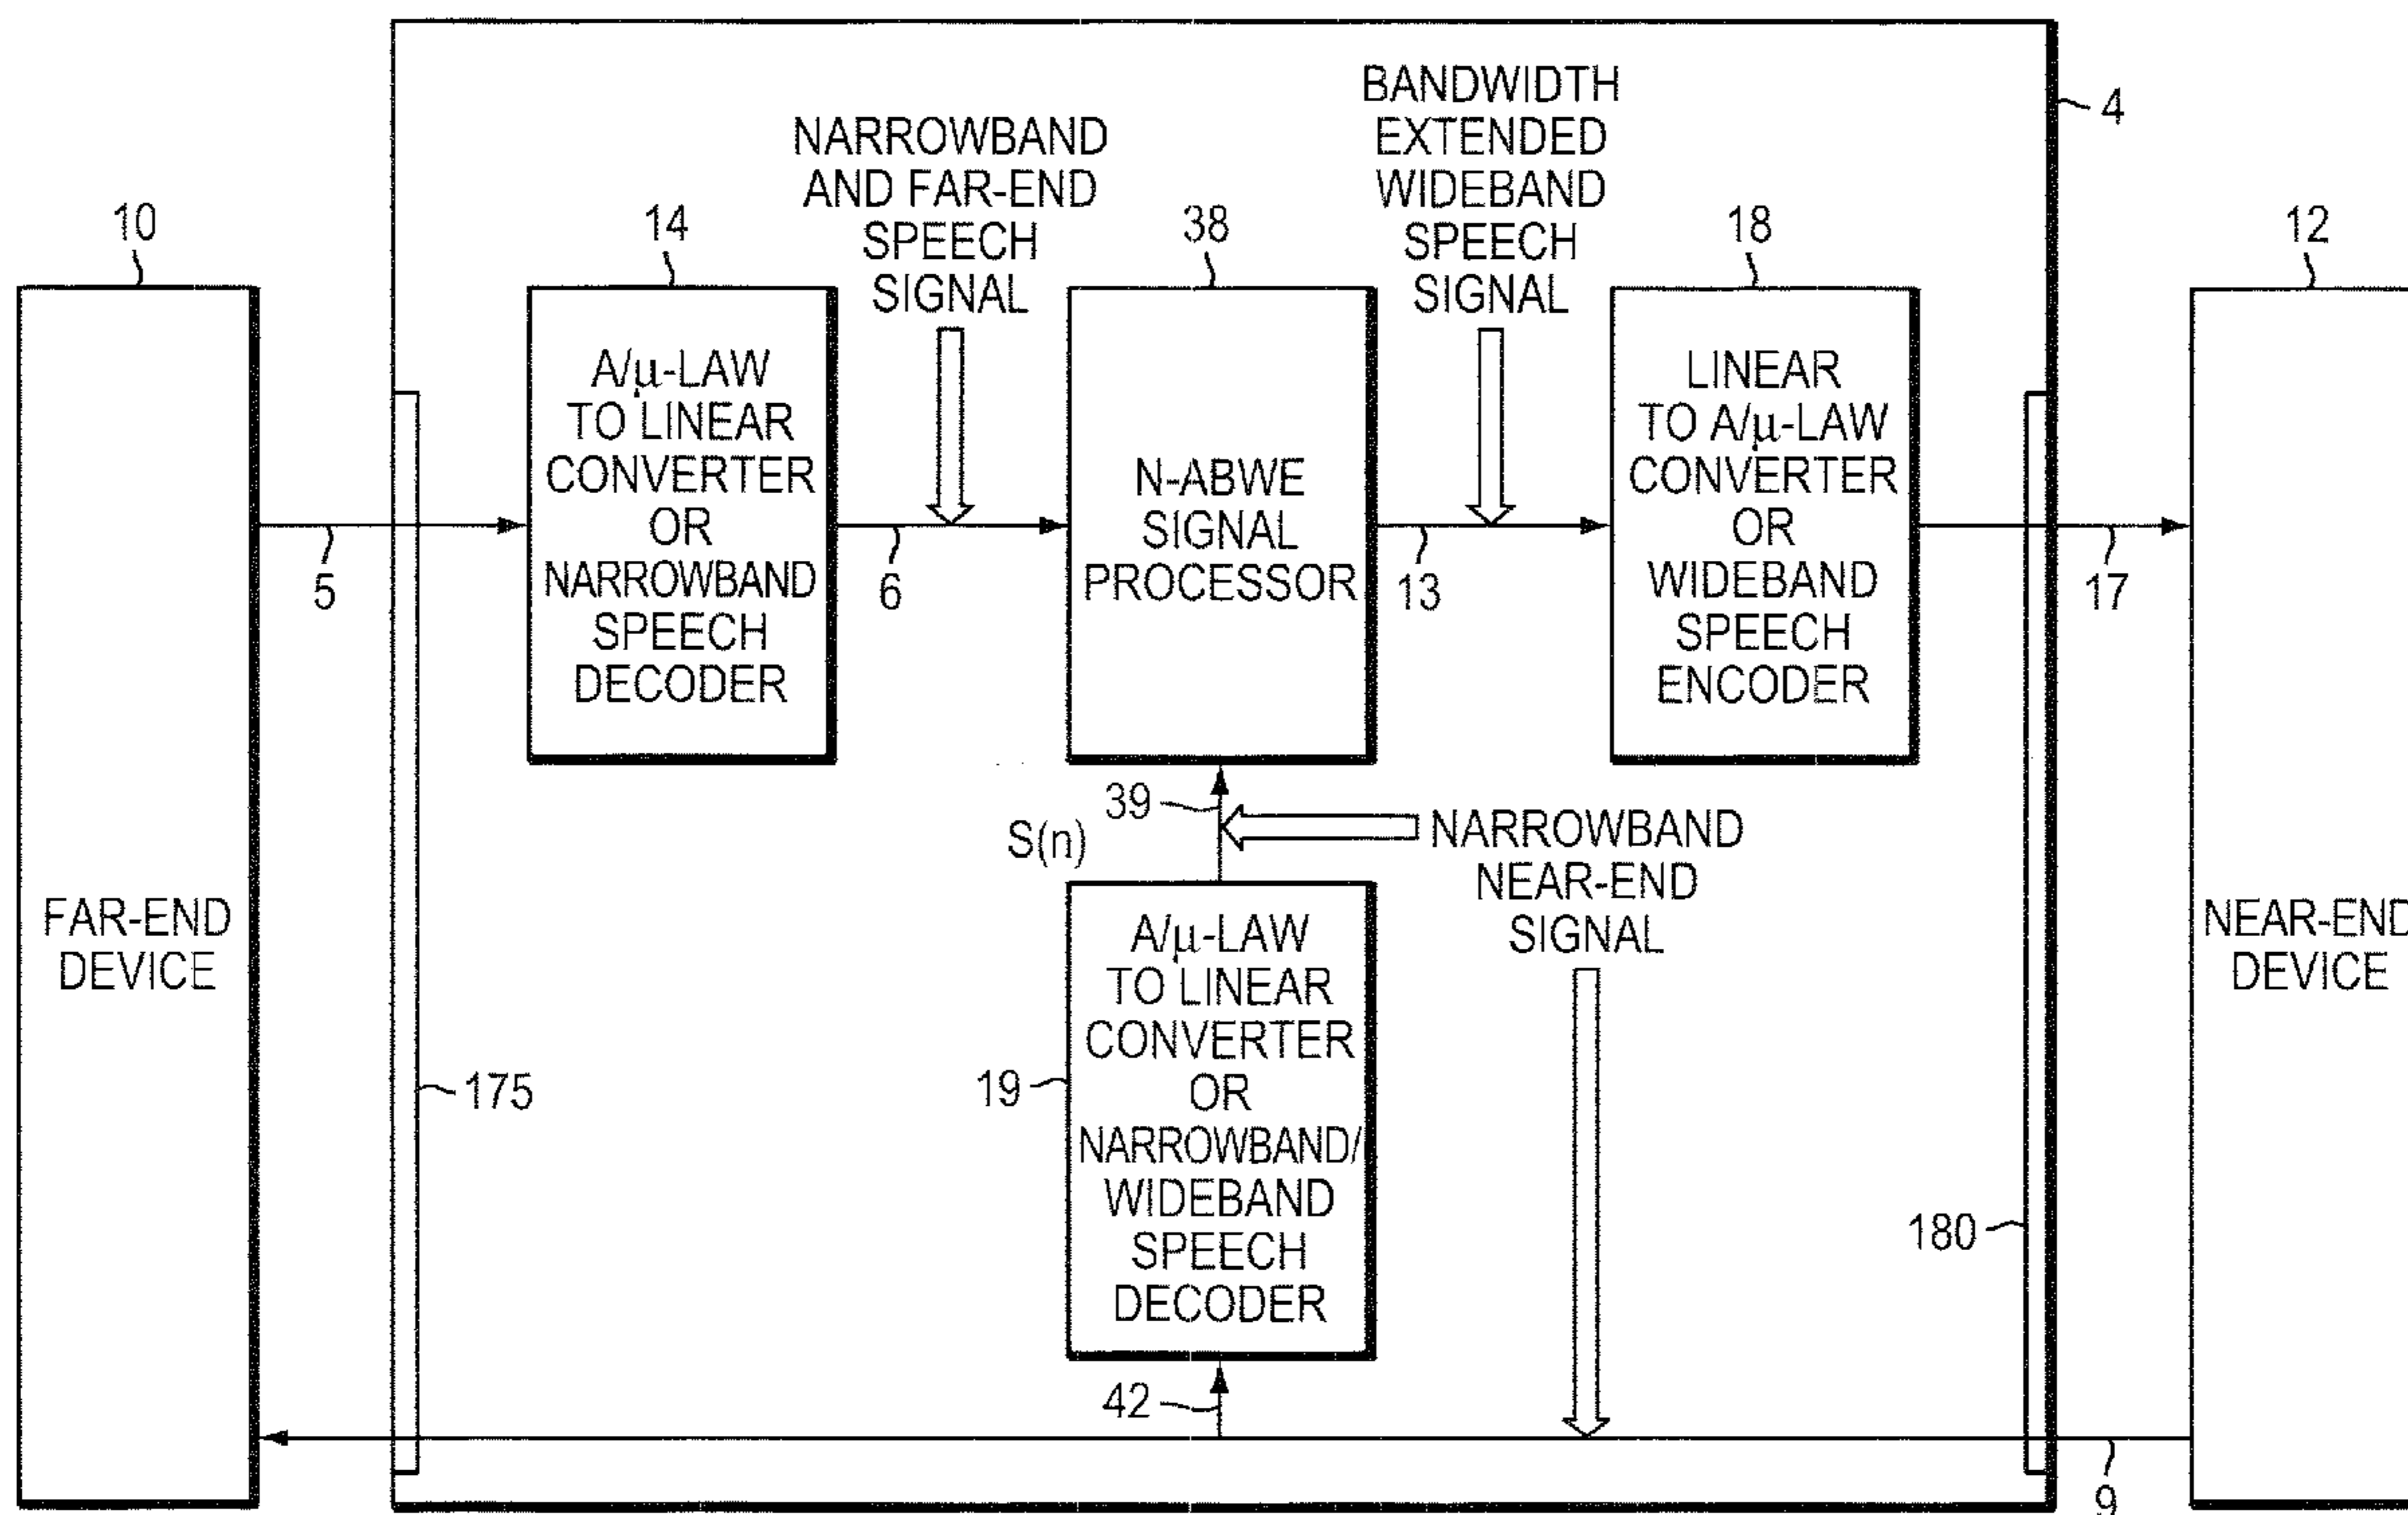 10
FAR-END
DEVICE
5
175
14
A/µ-LAW
TO LINEAR
CONVERTER
OR
NARROWBAND
SPEECH
DECODER
NARROWBAND
AND FAR-END
SPEECH
SIGNAL
6
38
N-ABWE
SIGNAL
PROCESSOR
BANDWIDTH
EXTENDED
WIDEBAND
SPEECH
SIGNAL
13
18
LINEAR
TO A/µ-LAW
CONVERTER
OR
WIDEBAND
SPEECH
ENCODER
4
17
12
NEAR-END
DEVICE
39
S(n)
NARROWBAND
NEAR-END
SIGNAL
19
A/µ-LAW
TO LINEAR
CONVERTER
OR
NARROWBAND/
WIDEBAND
SPEECH
DECODER
42
180
9